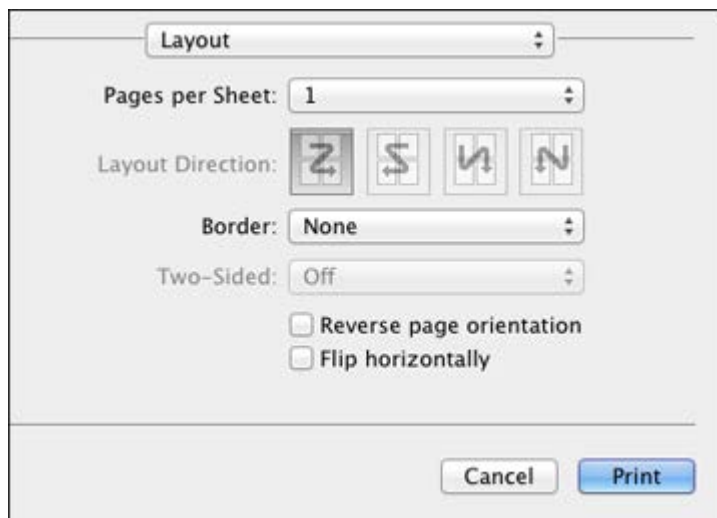 Layout
Pages per Sheet: 1
Layout Direction:
Border: None
Two-Sided: Off
Reverse page orientation
Flip horizontally
Cancel Print